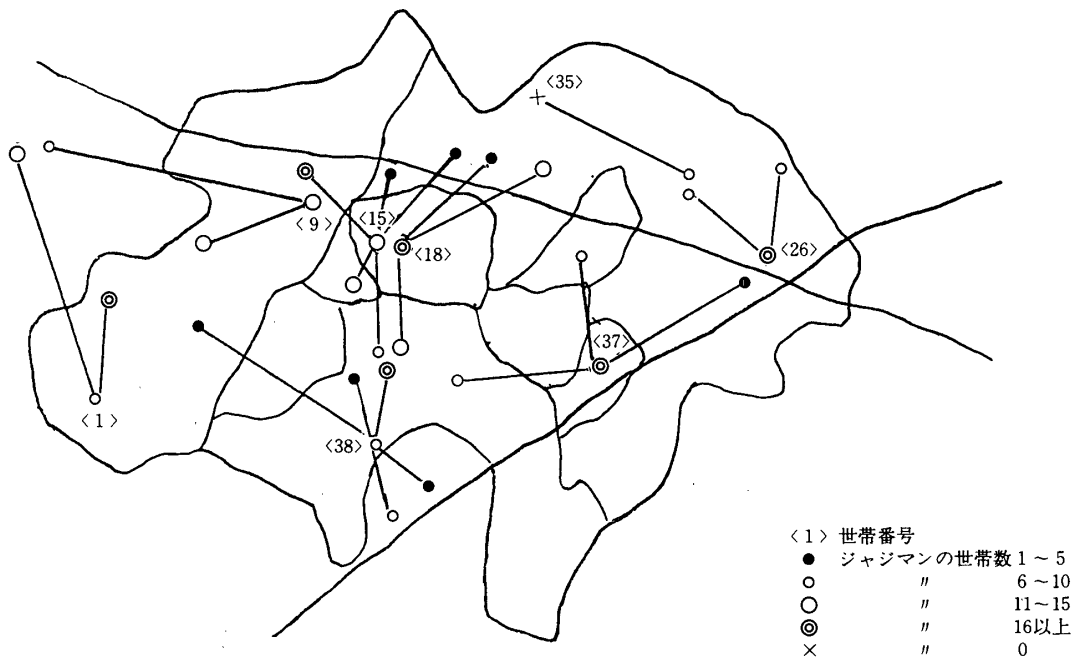 〈35〉
〈15〉
〈9〉
〈18〉
〈26〉
〈37〉
〈1〉
〈38〉
〈1〉 世帯番号
ジャジマンの世帯数 1～5
〃 6～10
〃 11～15
〃 16以上
× 〃 0